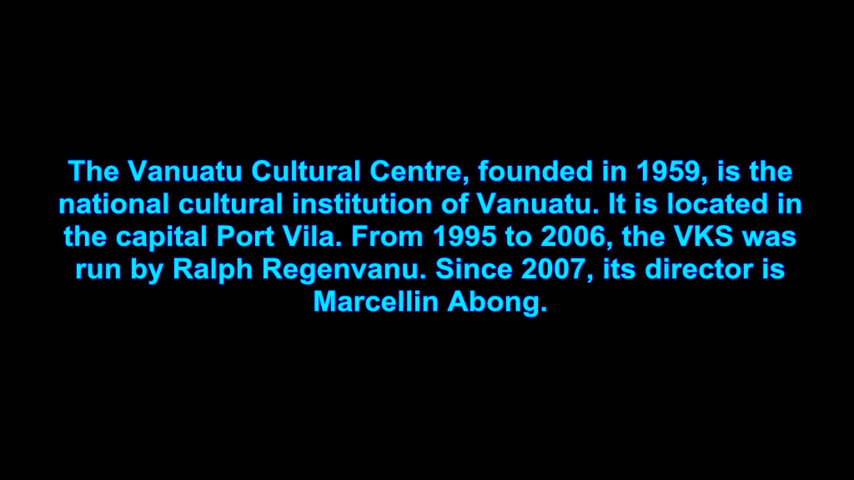 The Vanuatu Cultural Centre, founded in 1959, is the
national cultural institution of Vanuatu. It is located in
the capital Port Vila. From 1995 to 2006, the VKS was
run by Ralph Regenvanu. Since 2007, its director is
Marcellin Abong.